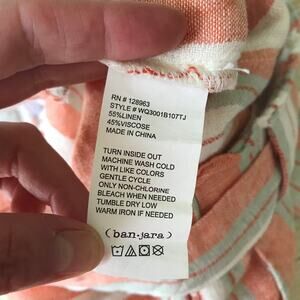 RN # 128963
STYLE # WQ3001B107TJ
55%LINEN
45%VISCOSE
MADE IN CHINA
TURN INSIDE OUT
MACHINE WASH COLD
WITH LIKE COLORS
GENTLE CYCLE
ONLY NON-CHLORINE
BLEACH WHEN NEEDED
TUMBLE DRY LOW
WARM IRON IF NEEDED
(ban·jara)